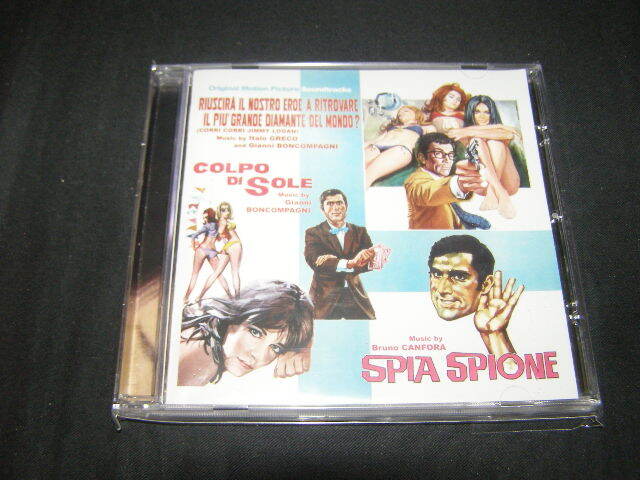 Original Motion Picture Soundtracks
RIUSCIRÀ IL NOSTRO EROE A RITROVARE
IL PIU' GRANDE DIAMANTE DEL MONDO?
(CORRI CORRI JIMMY LOGAN)
Music by Italo GRECO
and Gianni BONCOMPAGNI
COLPO
DI SOLE
Music by
Gianni
BONCOMPAGNI
Music by
Bruno CANFORA
SPIA SPIONE